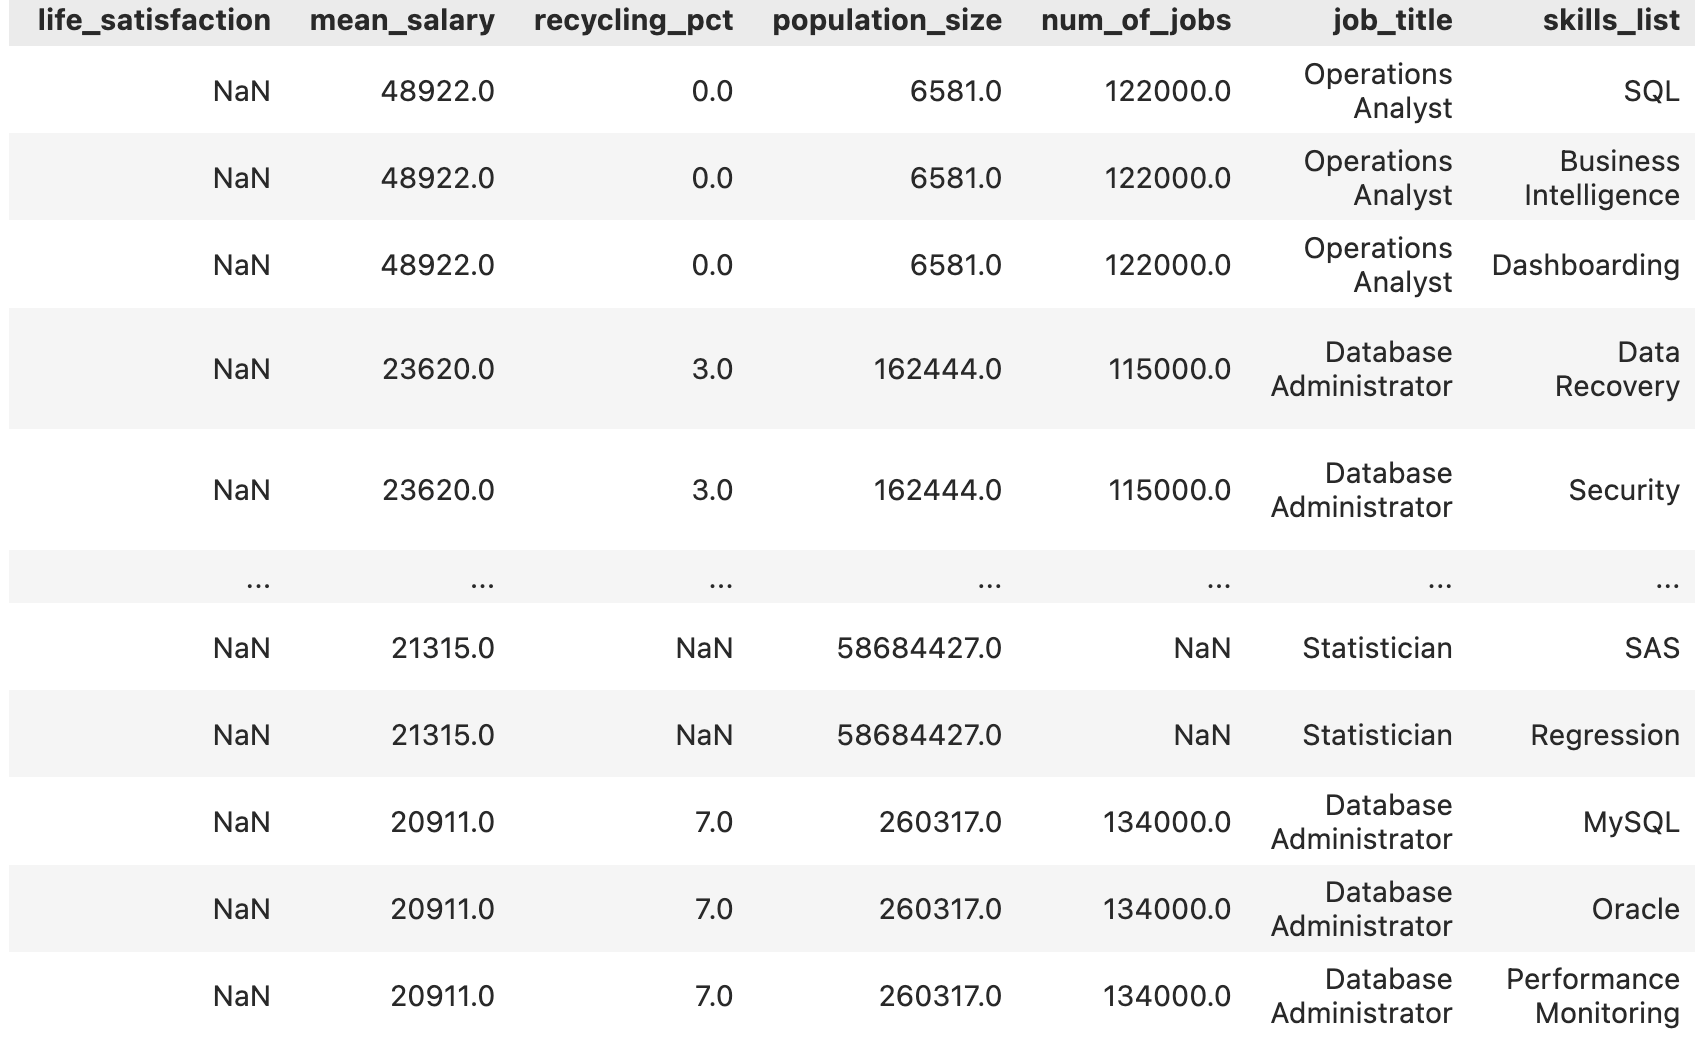 life_satisfaction mean_salary recycling_pct population_size num_of_jobs job_title skills_list
NaN 48922.0 0.0 6581.0 122000.0 Operations Analyst SQL
NaN 48922.0 0.0 6581.0 122000.0 Operations Analyst Business Intelligence
NaN 48922.0 0.0 6581.0 122000.0 Operations Analyst Dashboarding
NaN 23620.0 3.0 162444.0 115000.0 Database Administrator Data Recovery
NaN 23620.0 3.0 162444.0 115000.0 Database Administrator Security
... ... ... ... ... ... ...
NaN 21315.0 NaN 58684427.0 NaN Statistician SAS
NaN 21315.0 NaN 58684427.0 NaN Statistician Regression
NaN 20911.0 7.0 260317.0 134000.0 Database Administrator MySQL
NaN 20911.0 7.0 260317.0 134000.0 Database Administrator Oracle
NaN 20911.0 7.0 260317.0 134000.0 Database Administrator Performance Monitoring